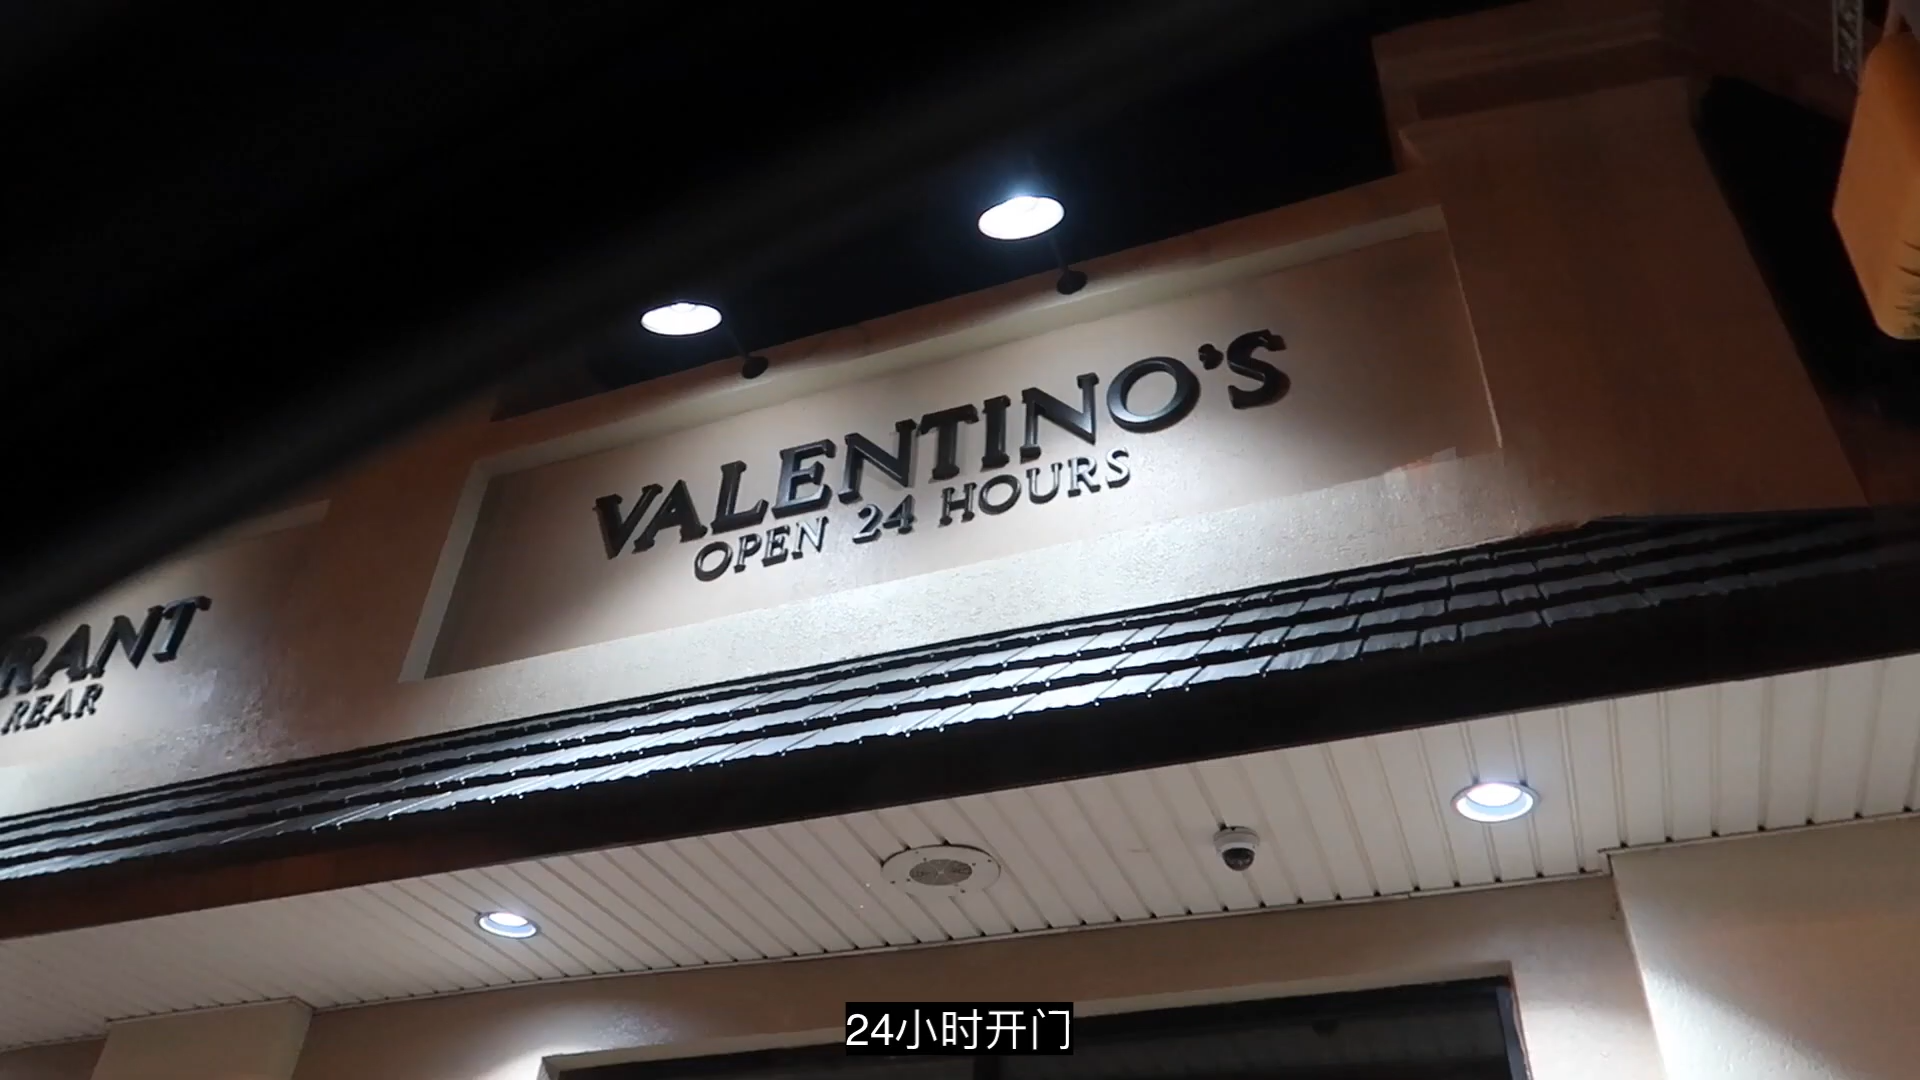 VALENTINO'S
OPEN 24 HOURS
RANT
REAR
24小时开门